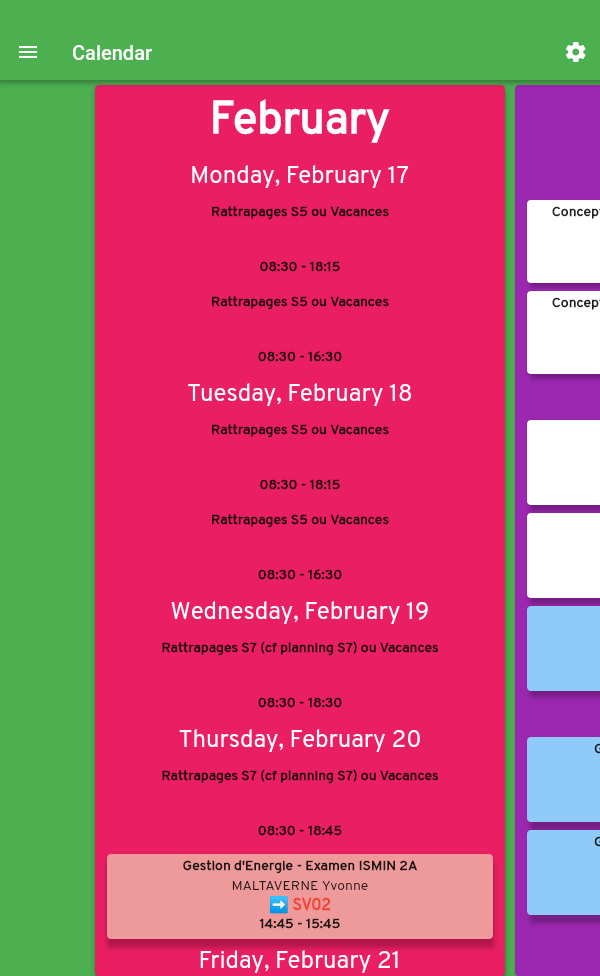 Calendar
February
Monday, February 17
Rattrapages S5 ou Vacances
08:30 - 18:15
Rattrapages S5 ou Vacances
08:30 - 16:30
Tuesday, February 18
Rattrapages S5 ou Vacances
08:30 - 18:15
Rattrapages S5 ou Vacances
08:30 - 16:30
Wednesday, February 19
Rattrapages S7 (cf planning S7) ou Vacances
08:30 - 18:30
Thursday, February 20
Rattrapages S7 (cf planning S7) ou Vacances
08:30 - 18:45
Gestion d'Energie - Examen ISMIN 2A
MALTAVERNE Yvonne
➡️ SV02
14:45 - 15:45
Friday, February 21
Concep
Concep